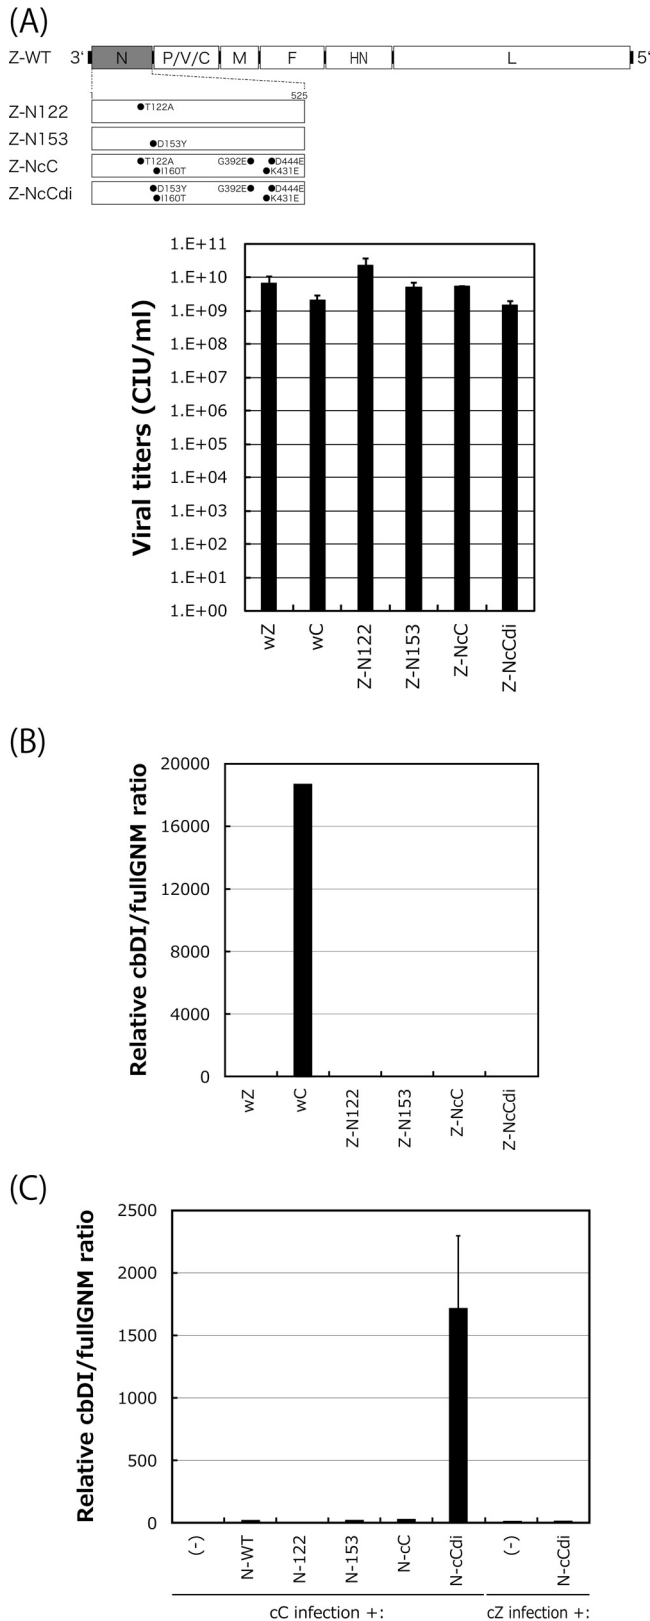 (A)
Z-WT 3‘ N P/V/C M F HN L 5‘
1 525
Z-N122 T122A
Z-N153 D153Y
Z-NcC T122A I160T G392E D444E K431E
Z-NcCdi D153Y I160T G392E D444E K431E
Viral titers (CIU/ml)
1.E+11
1.E+10
1.E+09
1.E+08
1.E+07
1.E+06
1.E+05
1.E+04
1.E+03
1.E+02
1.E+01
1.E+00
wZ wC Z-N122 Z-N153 Z-NcC Z-NcCdi
(B)
Relative cbDI/fullGNM ratio
20000
16000
12000
8000
4000
0
wZ wC Z-N122 Z-N153 Z-NcC Z-NcCdi
(C)
Relative cbDI/fullGNM ratio
2500
2000
1500
1000
500
0
(-) N-WT N-122 N-153 N-cC N-cCdi (-) N-cCdi
cC infection +: cZ infection +: